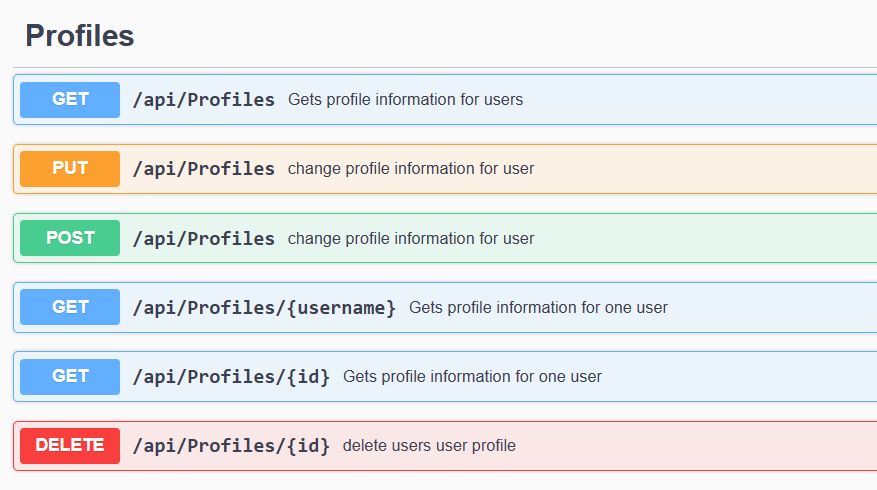 Profiles
GET /api/Profiles Gets profile information for users
PUT /api/Profiles change profile information for user
POST /api/Profiles change profile information for user
GET /api/Profiles/{username} Gets profile information for one user
GET /api/Profiles/{id} Gets profile information for one user
DELETE /api/Profiles/{id} delete users user profile